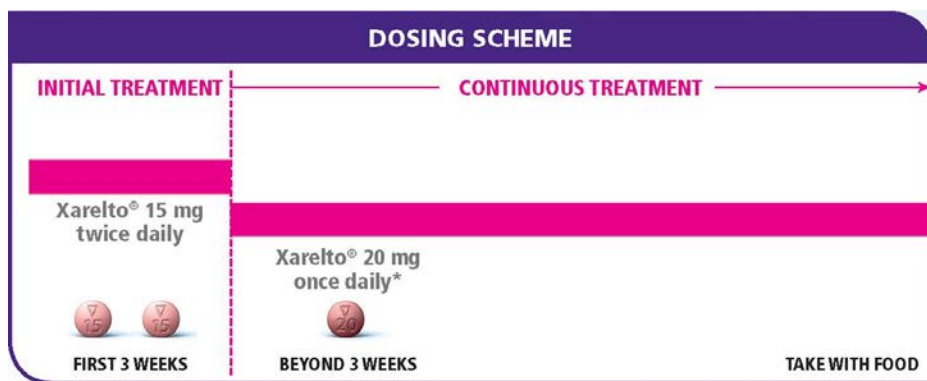 DOSING SCHEME
INITIAL TREATMENT
CONTINUOUS TREATMENT
Xarelto® 15 mg
twice daily
Xarelto® 20 mg
once daily*
15
15
20
FIRST 3 WEEKS
BEYOND 3 WEEKS
TAKE WITH FOOD